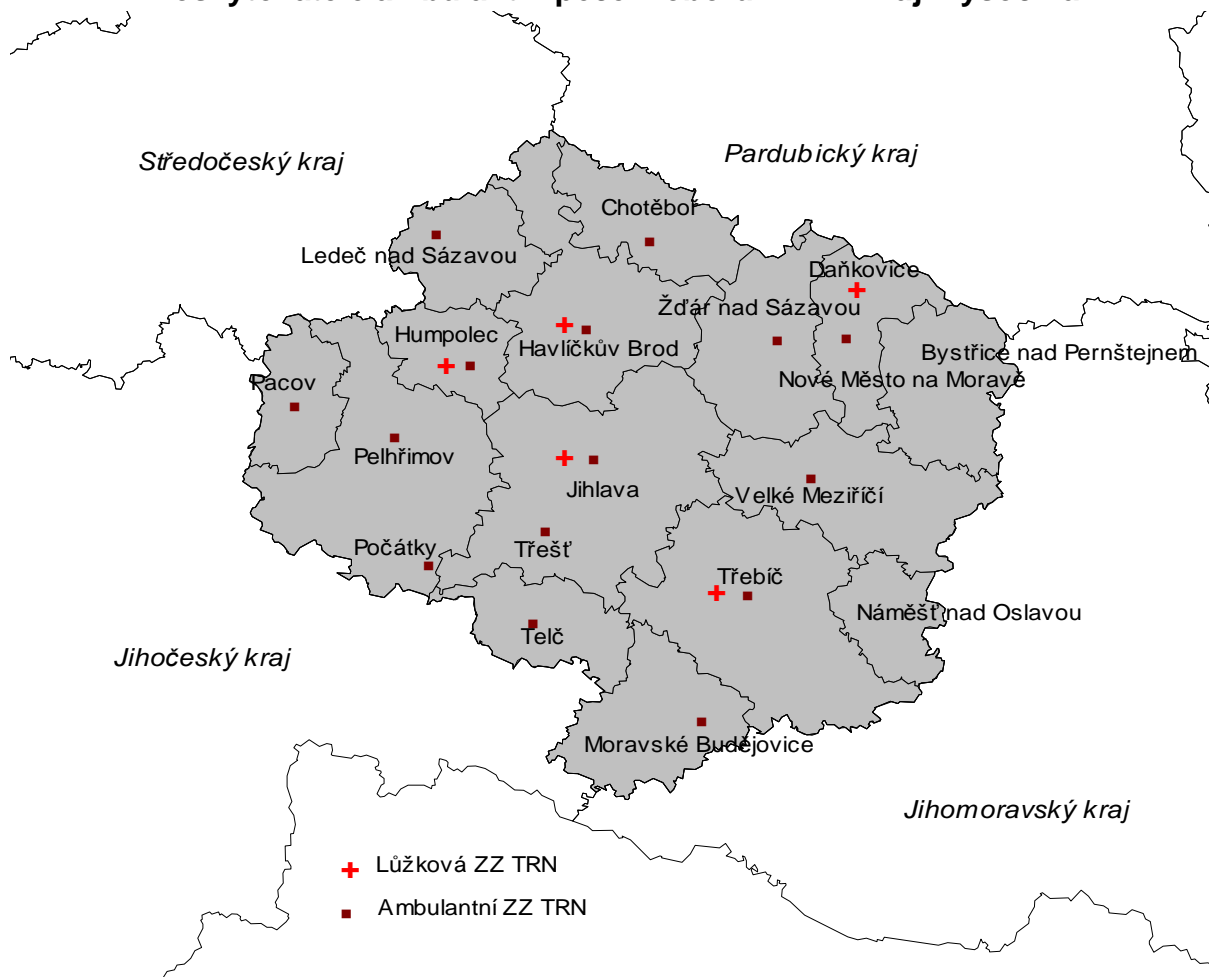 Středočeský kraj
Pardubický kraj
Chotěboř
Ledeč nad Sázavou
Daňkovice
Žďár nad Sázavou
Humpolec
Havlíčkův Brod
Bystřice nad Pernštejnem
Nové Město na Moravě
Pacov
Pelhřimov
Jihlava
Velké Meziříčí
Počátky
Třešť
Třebíč
Náměšť nad Oslavou
Telč
Jihočeský kraj
Moravské Budějovice
Jihomoravský kraj
Lůžková ZZ TRN
Ambulantní ZZ TRN